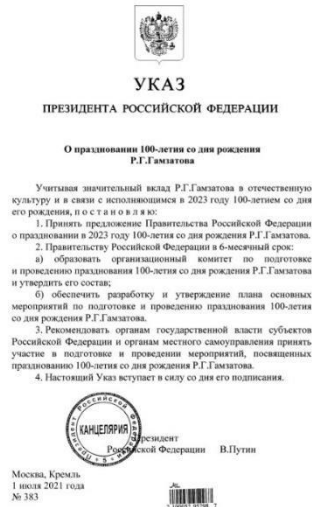 УКАЗ
ПРЕЗИДЕНТА РОССИЙСКОЙ ФЕДЕРАЦИИ
О праздновании 100-летия со дня рождения
Р.Г.Гамзатова
Учитывая значительный вклад Р.Г.Гамзатова в отечественную
культуру и в связи с исполняющимся в 2023 году 100-летием со дня
его рождения, п о с т а н о в л я ю:
1. Принять предложение Правительства Российской Федерации
о праздновании в 2023 году 100-летия со дня рождения Р.Г.Гамзатова.
2. Правительству Российской Федерации в 6-месячный срок:
а) образовать организационный комитет по подготовке
и проведению празднования 100-летия со дня рождения Р.Г.Гамзатова
и утвердить его состав;
б) обеспечить разработку и утверждение плана основных
мероприятий по подготовке и проведению празднования 100-летия
со дня рождения Р.Г.Гамзатова.
3. Рекомендовать органам государственной власти субъектов
Российской Федерации и органам местного самоуправления принять
участие в подготовке и проведении мероприятий, посвященных
празднованию 100-летия со дня рождения Р.Г.Гамзатова.
4. Настоящий Указ вступает в силу со дня его подписания.
КАНЦЕЛЯРИЯ
Президент
Российской Федерации В.Путин
Москва, Кремль
1 июля 2021 года
№ 383